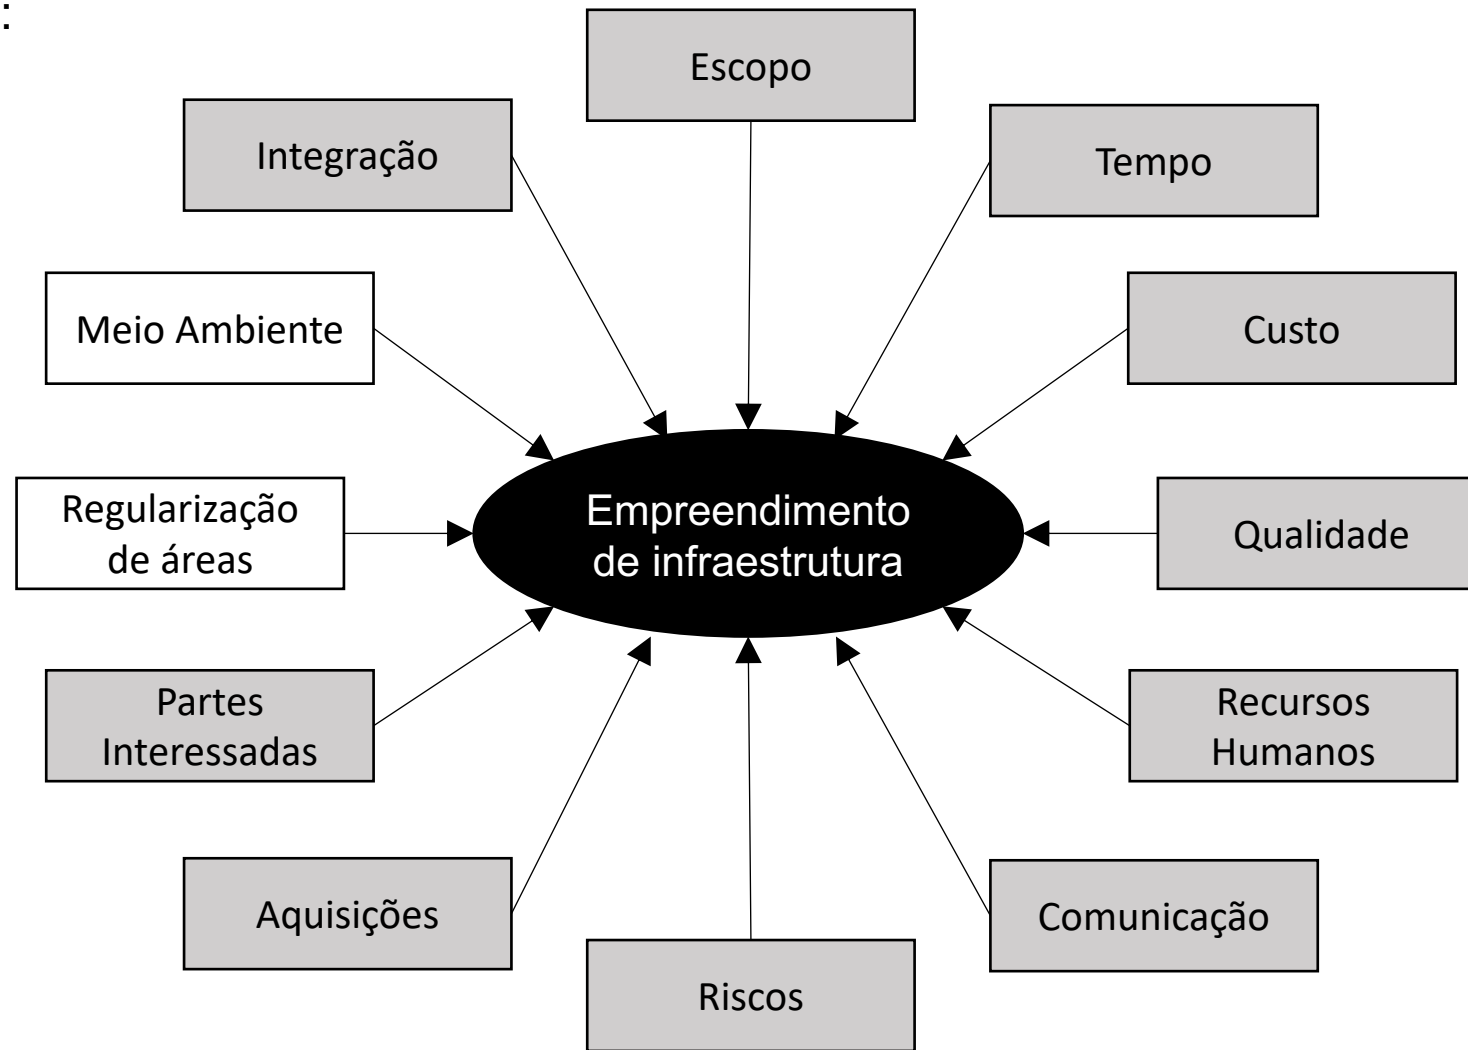 :
Escopo
Integração
Tempo
Meio Ambiente
Custo
Regularização
de áreas
Empreendimento
de infraestrutura
Qualidade
Partes
Interessadas
Recursos
Humanos
Aquisições
Comunicação
Riscos